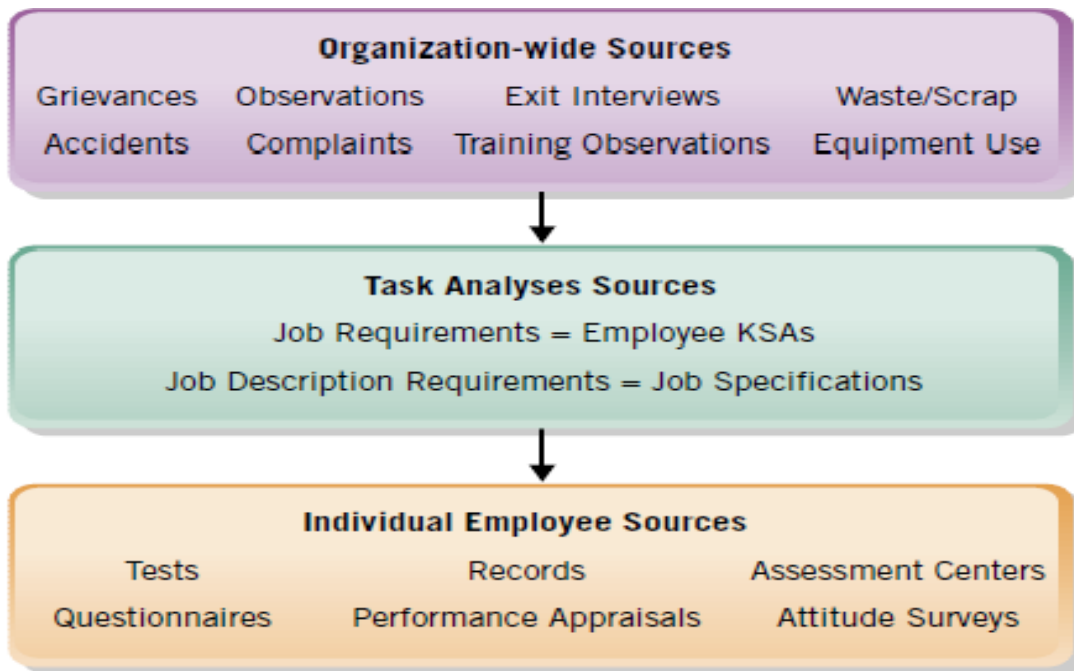 Organization-wide Sources
Grievances Observations Exit Interviews Waste/Scrap
Accidents Complaints Training Observations Equipment Use
Task Analyses Sources
Job Requirements = Employee KSAs
Job Description Requirements = Job Specifications
Individual Employee Sources
Tests Records Assessment Centers
Questionnaires Performance Appraisals Attitude Surveys